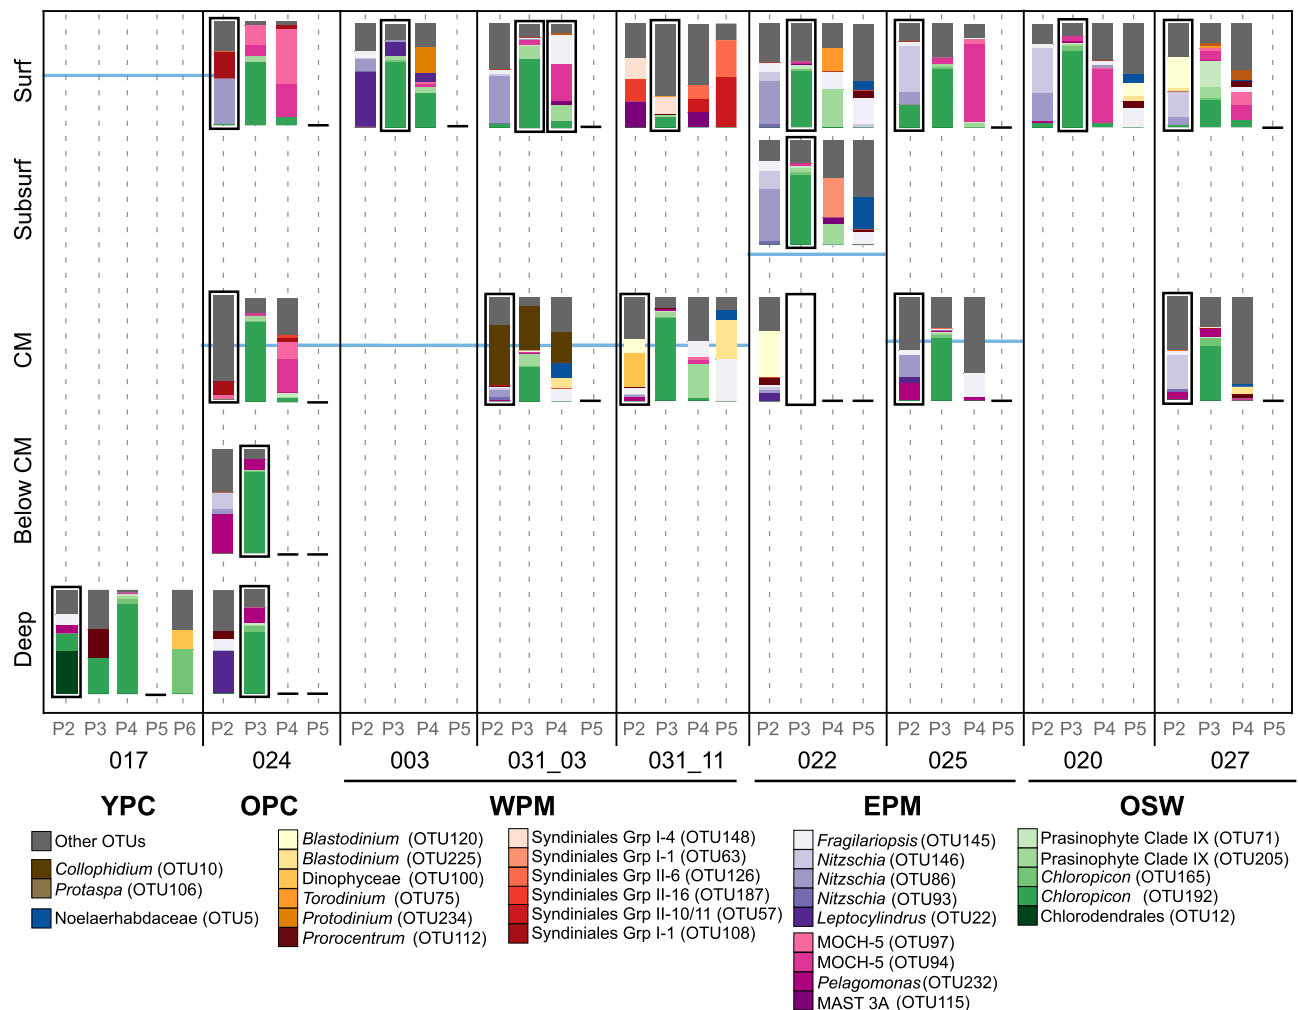 Surf
Subsurf
CM
Below CM
Deep
P2 P3 P4 P5 P6 P2 P3 P4 P5 P2 P3 P4 P5 P2 P3 P4 P5 P2 P3 P4 P5 P2 P3 P4 P5 P2 P3 P4 P5 P2 P3 P4 P5 P2 P3 P4 P5
017 024 003 031_03 031_11 022 025 020 027
YPC OPC WPM EPM OSW
Other OTUs
Collophidium (OTU10)
Protaspa (OTU106)
Noelaerhabdaceae (OTU5)
Blastodinium (OTU120)
Blastodinium (OTU225)
Dinophyceae (OTU100)
Torodinium (OTU75)
Protodinium (OTU234)
Prorocentrum (OTU112)
Syndiniales Grp I-4 (OTU148)
Syndiniales Grp I-1 (OTU63)
Syndiniales Grp II-6 (OTU126)
Syndiniales Grp II-16 (OTU187)
Syndiniales Grp II-10/11 (OTU57)
Syndiniales Grp I-1 (OTU108)
Fragilariopsis (OTU145)
Nitzschia (OTU146)
Nitzschia (OTU86)
Nitzschia (OTU93)
Leptocylindrus (OTU22)
MOCH-5 (OTU97)
MOCH-5 (OTU94)
Pelagomonas (OTU232)
MAST 3A (OTU115)
Prasinophyte Clade IX (OTU71)
Prasinophyte Clade IX (OTU205)
Chloropicon (OTU165)
Chloropicon (OTU192)
Chlorodendrales (OTU12)